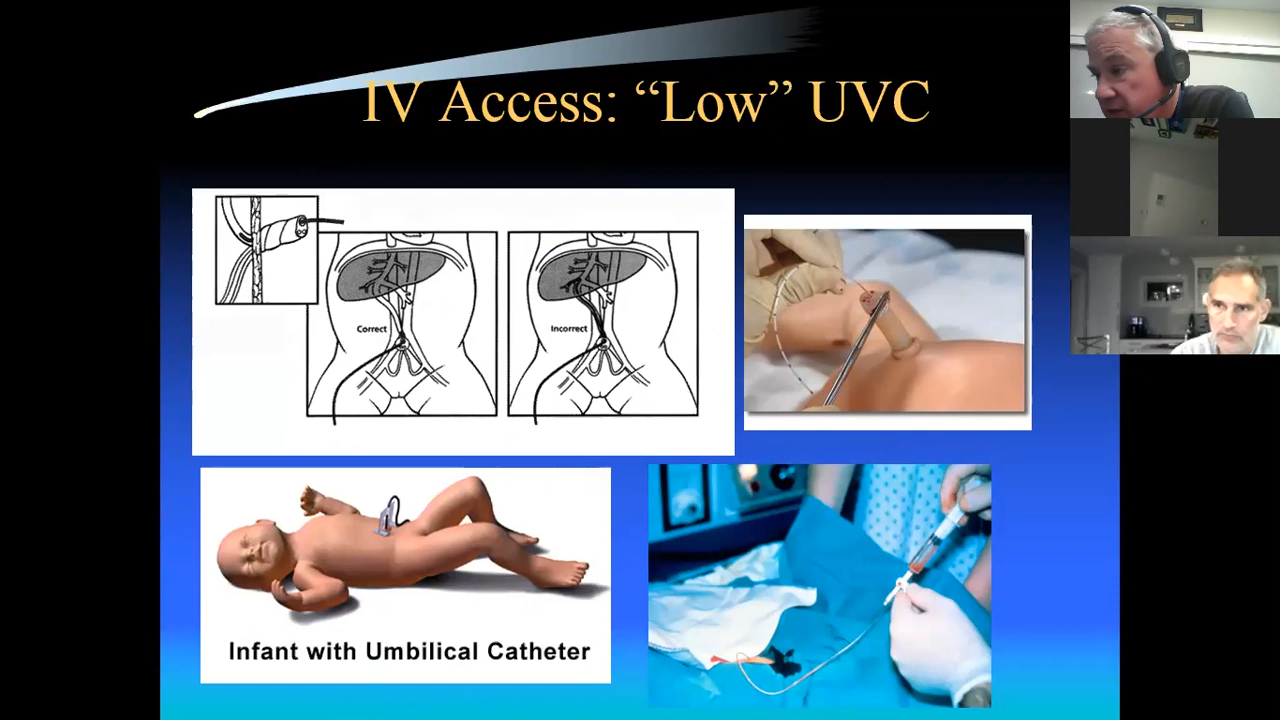 IV Access: “Low” UVC
Correct
Incorrect
Infant with Umbilical Catheter